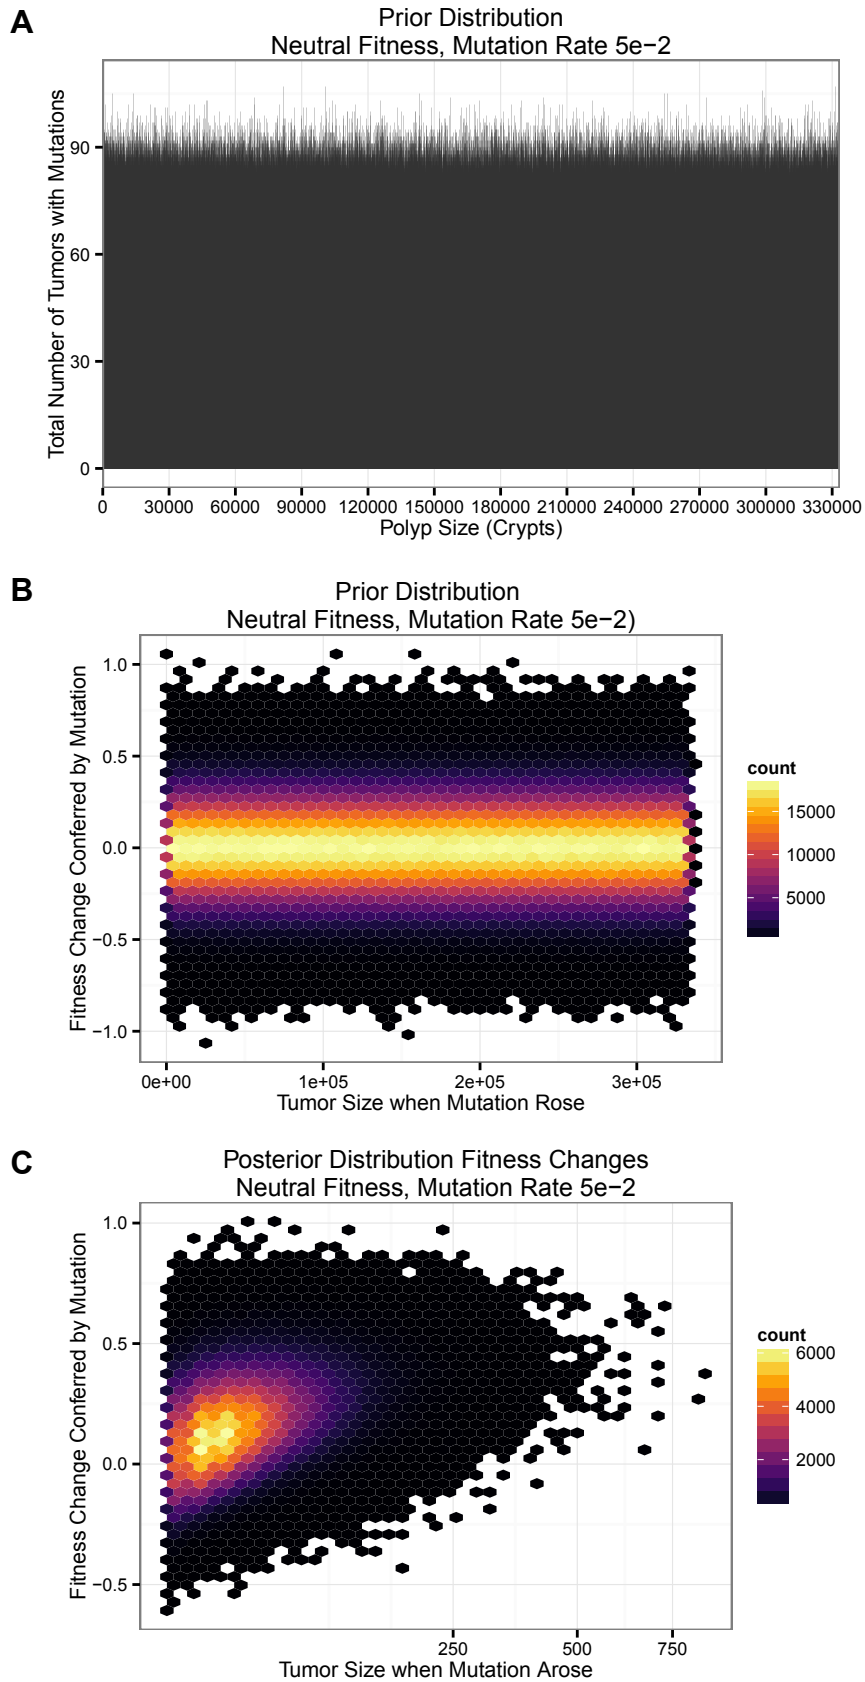 A
Prior Distribution
Neutral Fitness, Mutation Rate 5e−2
Total Number of Tumors with Mutations
90
60
30
0
0 30000 60000 90000 120000 150000 180000 210000 240000 270000 300000 330000
Polyp Size (Crypts)
B
Prior Distribution
Neutral Fitness, Mutation Rate 5e−2)
Fitness Change Conferred by Mutation
1.0
0.5
0.0
−0.5
−1.0
0e+00 1e+05 2e+05 3e+05
Tumor Size when Mutation Rose
count
15000
10000
5000
C
Posterior Distribution Fitness Changes
Neutral Fitness, Mutation Rate 5e−2
Fitness Change Conferred by Mutation
1.0
0.5
0.0
−0.5
250 500 750
Tumor Size when Mutation Arose
count
6000
4000
2000